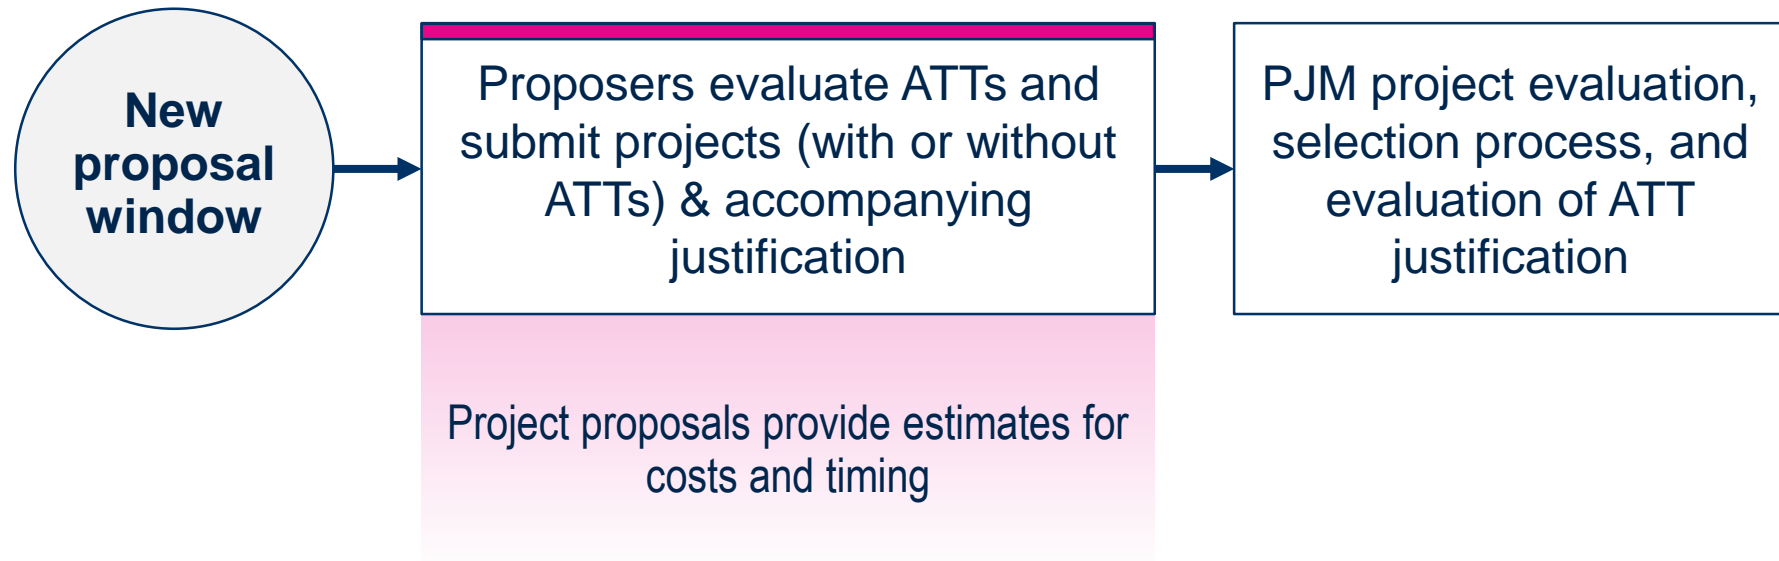 New
proposal
window
Proposers evaluate ATTs and
submit projects (with or without
ATTs) & accompanying
justification
PJM project evaluation,
selection process, and
evaluation of ATT
justification
Project proposals provide estimates for
costs and timing